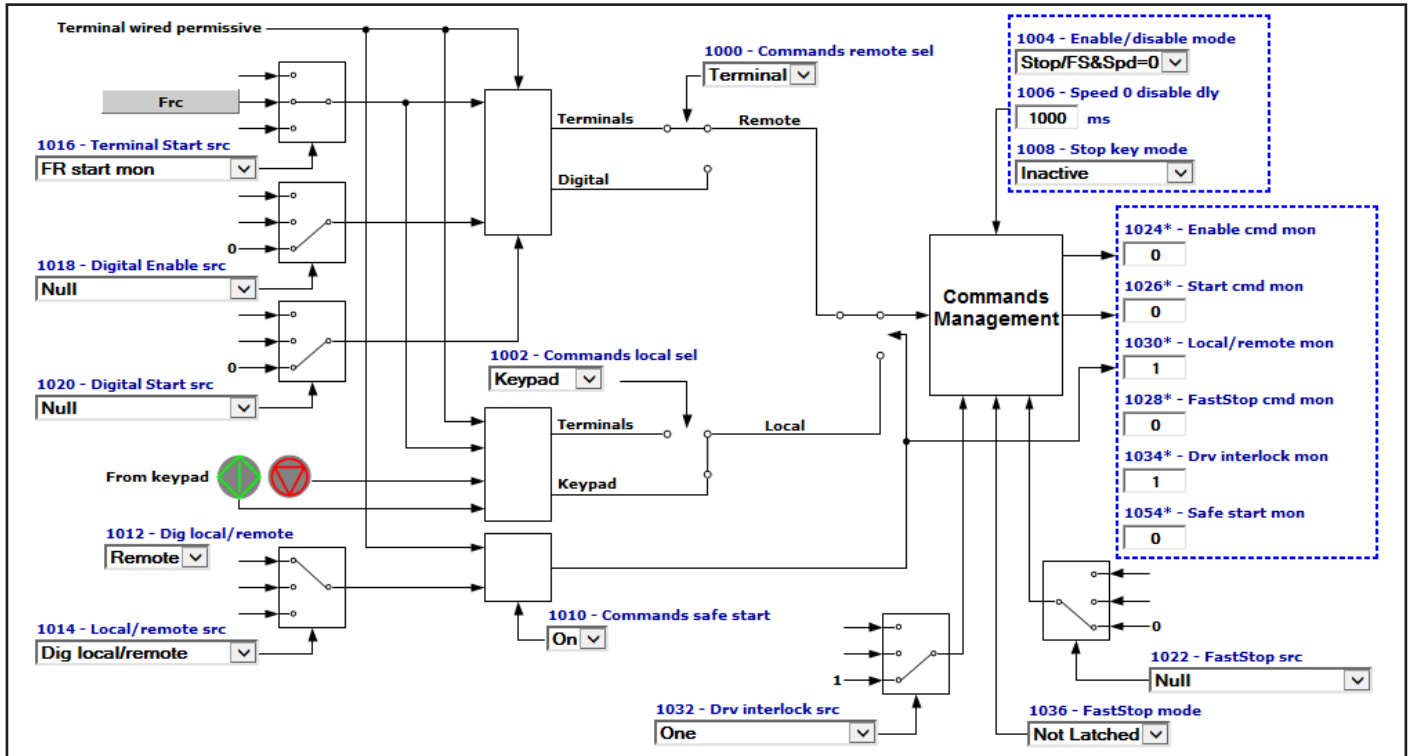 Terminal wired permissive
Frc
1016 - Terminal Start src
FR start mon
0
1018 - Digital Enable src
Null
0
1020 - Digital Start src
Null
From keypad
1012 - Dig local/remote
Remote
1014 - Local/remote src
Dig local/remote
1000 - Commands remote sel
Terminal
Terminals
Remote
Digital
1002 - Commands local sel
Keypad
Terminals
Local
Keypad
1010 - Commands safe start
On
1004 - Enable/disable mode
Stop/FS&Spd=0
1006 - Speed 0 disable dly
1000 ms
1008 - Stop key mode
Inactive
Commands
Management
1024* - Enable cmd mon
0
1026* - Start cmd mon
0
1030* - Local/remote mon
1
1028* - FastStop cmd mon
0
1034* - Drv interlock mon
1
1054* - Safe start mon
0
1
1032 - Drv interlock src
One
0
1022 - FastStop src
Null
1036 - FastStop mode
Not Latched